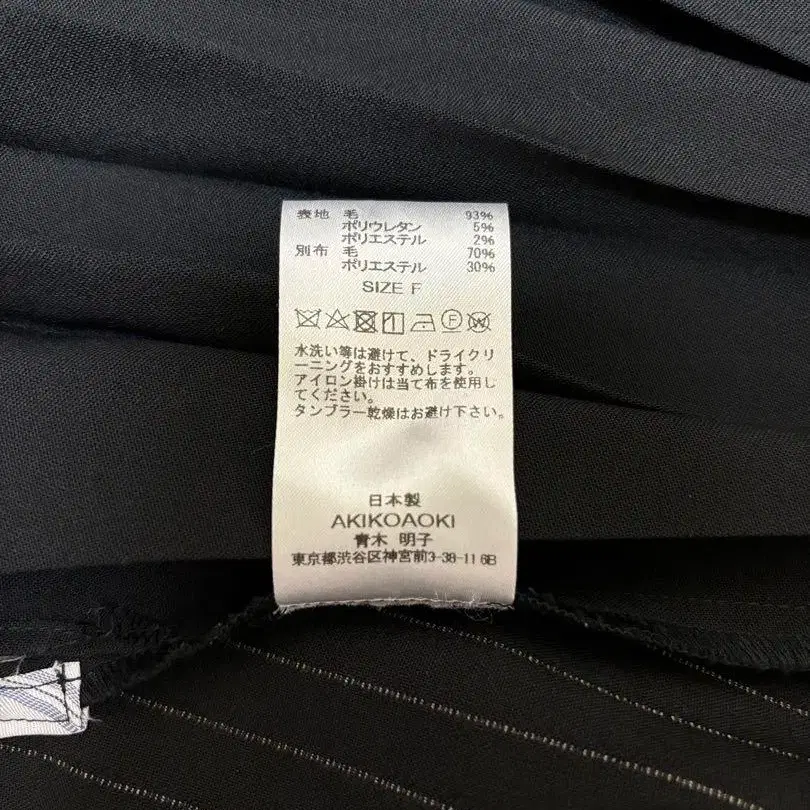 表地 毛 93%
ポリウレタン 5%
ポリエステル 2%
別布 毛 70%
ポリエステル 30%
SIZE F
F W
水洗い等は避けて、ドライクリ
ーニングをおすすめします。
アイロン掛けは当て布を使用し
てください。
タンブラー乾燥はお避け下さい。
日本製
AKIKOAOKI
青木 明子
東京都渋谷区神宮前3-38-11 6B